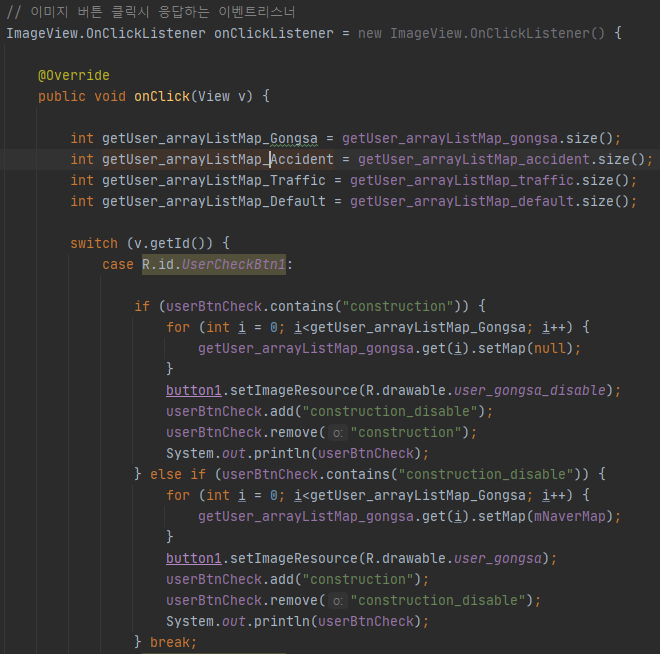 // 이미지 버튼 클릭시 응답하는 이벤트리스너
ImageView.OnClickListener onClickListener = new ImageView.OnClickListener() {
@Override
public void onClick(View v) {
int getUser_arrayListMap_Gongsa = getUser_arrayListMap_gongsa.size();
int getUser_arrayListMap_Accident = getUser_arrayListMap_accident.size();
int getUser_arrayListMap_Traffic = getUser_arrayListMap_traffic.size();
int getUser_arrayListMap_Default = getUser_arrayListMap_default.size();
switch (v.getId()) {
case R.id.UserCheckBtn1:
if (userBtnCheck.contains("construction")) {
for (int i = 0; i<getUser_arrayListMap_Gongsa; i++) {
getUser_arrayListMap_gongsa.get(i).setMap(null);
}
button1.setImageResource(R.drawable.user_gongsa_disable);
userBtnCheck.add("construction_disable");
userBtnCheck.remove( o: "construction");
System.out.println(userBtnCheck);
} else if (userBtnCheck.contains("construction_disable")) {
for (int i = 0; i<getUser_arrayListMap_Gongsa; i++) {
getUser_arrayListMap_gongsa.get(i).setMap(mNaverMap);
}
button1.setImageResource(R.drawable.user_gongsa);
userBtnCheck.add("construction");
userBtnCheck.remove( o: "construction_disable");
System.out.println(userBtnCheck);
} break;